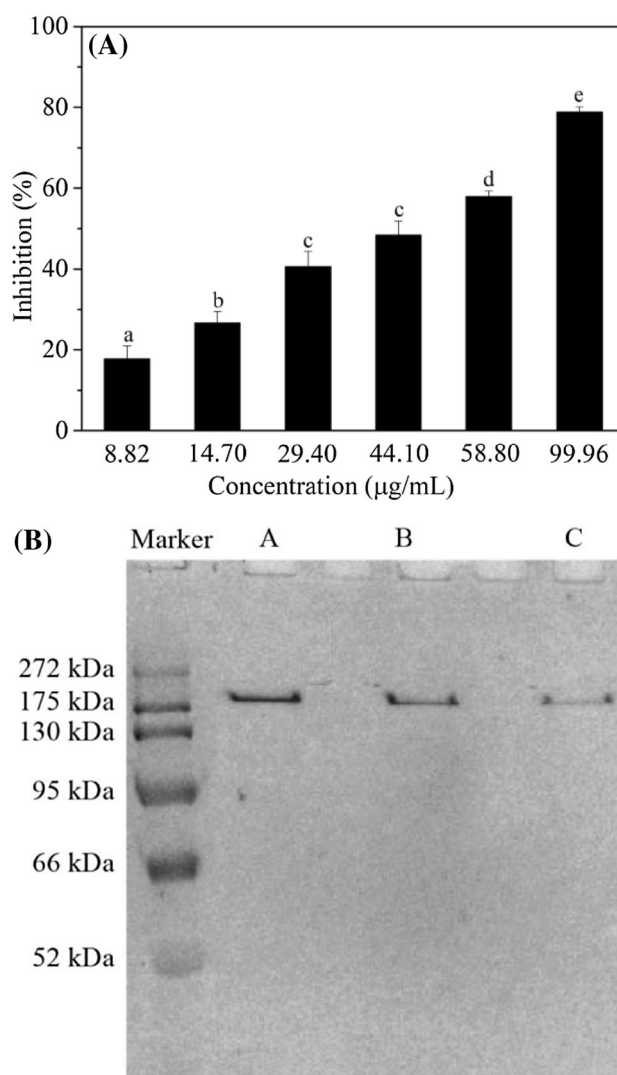 (A)
100
80
60
40
20
0
Inhibition (%)
a
b
c
c
d
e
8.82 14.70 29.40 44.10 58.80 99.96
Concentration (μg/mL)
(B)
Marker A B C
272 kDa
175 kDa
130 kDa
95 kDa
66 kDa
52 kDa